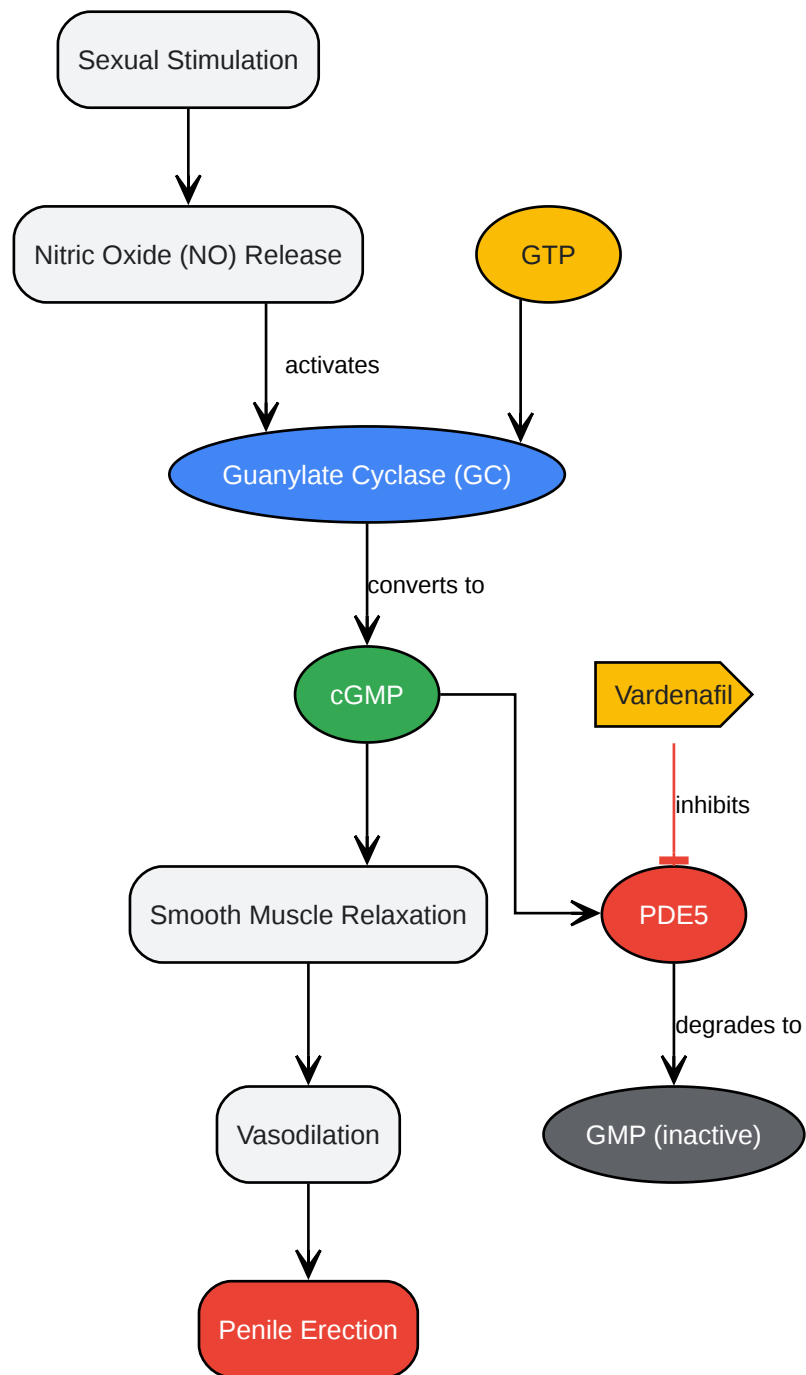 Sexual Stimulation
Nitric Oxide (NO) Release
GTP
activates
Guanylate Cyclase (GC)
converts to
cGMP
Vardenafil
inhibits
Smooth Muscle Relaxation
PDE5
degrades to
Vasodilation
GMP (inactive)
Penile Erection